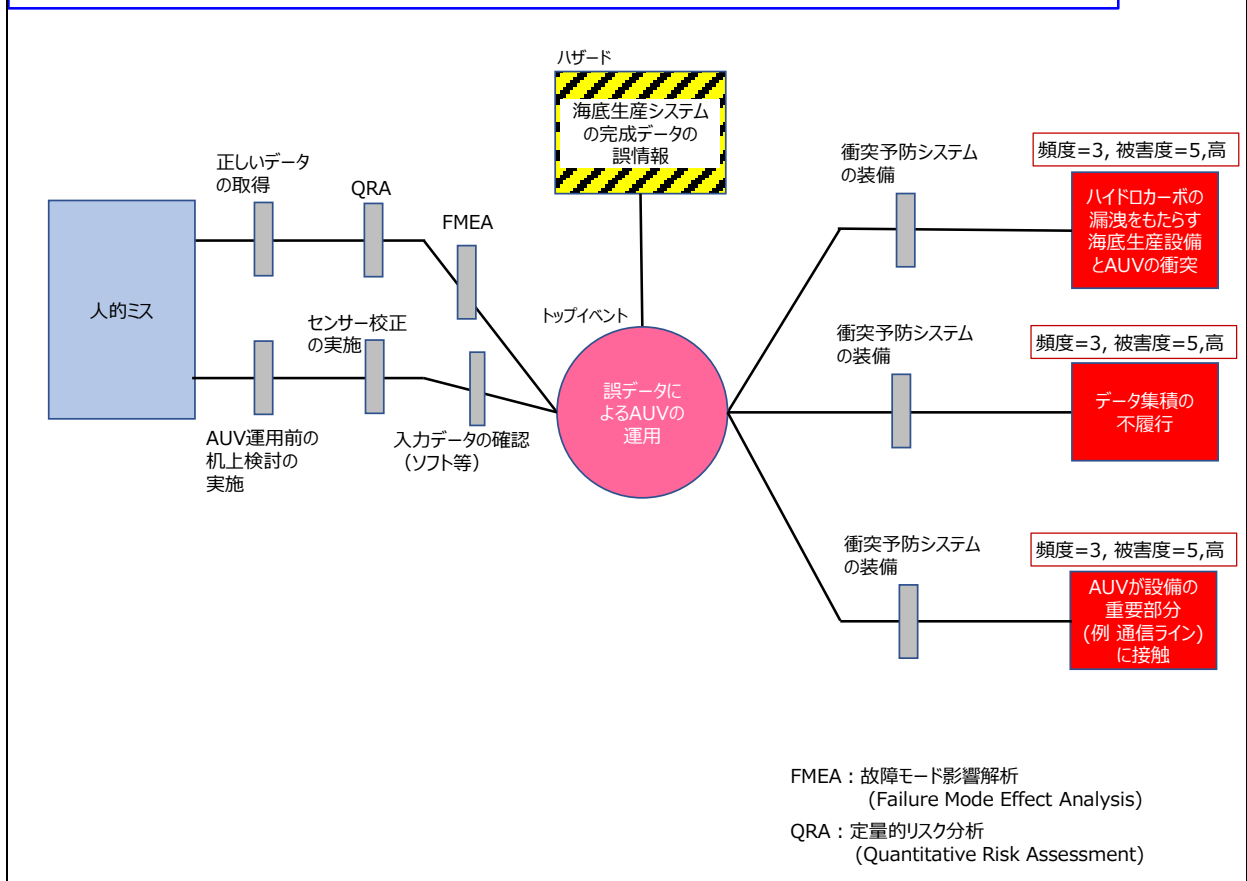 ハザード
海底生産システム
の完成データの
誤情報
正しいデータ
の取得
QRA
FMEA
人的ミス
センサー校正
の実施
AUV運用前の
机上検討の
実施
入力データの確認
（ソフト等）
トップイベント
誤データに
よるAUVの
運用
衝突予防システム
の装備
頻度=3, 被害度=5,高
ハイドロカーボの
漏洩をもたらす
海底生産設備
とAUVの衝突
衝突予防システム
の装備
頻度=3, 被害度=5,高
データ集積の
不履行
衝突予防システム
の装備
頻度=3, 被害度=5,高
AUVが設備の
重要部分
(例 通信ライン)
に接触
FMEA：故障モード影響解析
(Failure Mode Effect Analysis)
QRA：定量的リスク分析
(Quantitative Risk Assessment)